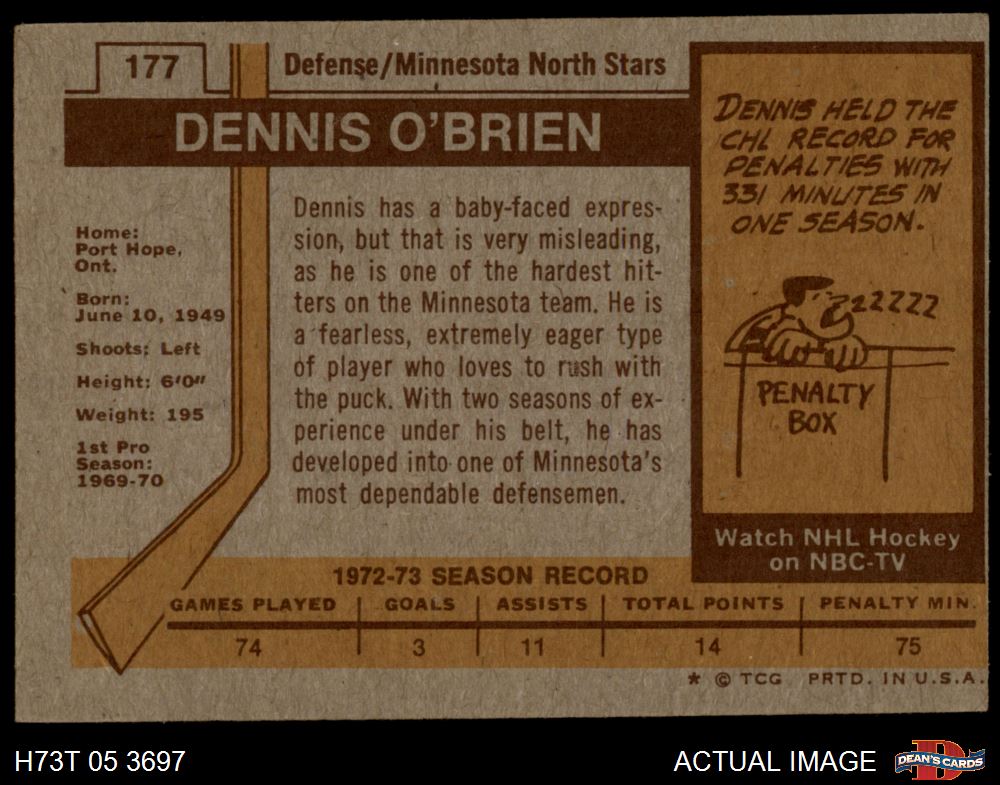 177
Defense/Minnesota North Stars
DENNIS O'BRIEN
Home:
Port Hope,
Ont.
Born:
June 10, 1949
Shoots: Left
Height: 6'0"
Weight: 195
1st Pro
Season:
1969-70
Dennis has a baby-faced expres-
sion, but that is very misleading,
as he is one of the hardest hit-
ters on the Minnesota team. He is
a fearless, extremely eager type
of player who loves to rush with
the puck. With two seasons of ex-
perience under his belt, he has
developed into one of Minnesota's
most dependable defensemen.
DENNIS HELD THE
CHL RECORD FOR
PENALTIES WITH
331 MINUTES IN
ONE SEASON.
ZZZZZZ
PENALTY
BOX
Watch NHL Hockey
on NBC-TV
1972-73 SEASON RECORD
GAMES PLAYED GOALS ASSISTS TOTAL POINTS PENALTY MIN.
74 3 11 14 75
* © TCG PRTD. IN U.S.A.
H73T 05 3697
ACTUAL IMAGE
DEAN'S CARDS